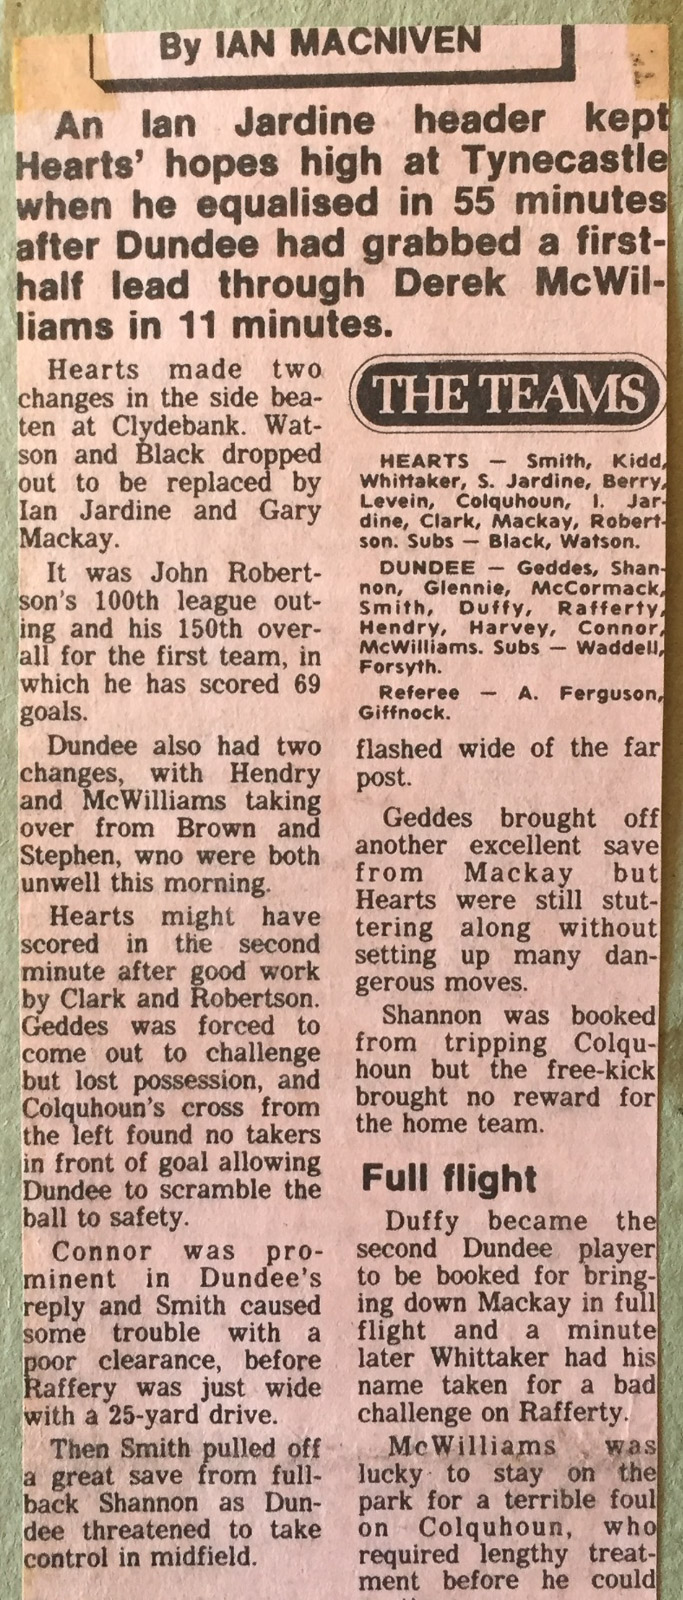 By IAN MACNIVEN
An Ian Jardine header kept
Hearts' hopes high at Tynecastle
when he equalised in 55 minutes
after Dundee had grabbed a first-
half lead through Derek McWil-
liams in 11 minutes.
Hearts made two
changes in the side bea-
ten at Clydebank. Wat-
son and Black dropped
out to be replaced by
Ian Jardine and Gary
Mackay.
It was John Robert-
son's 100th league out-
ing and his 150th over-
all for the first team, in
which he has scored 69
goals.
Dundee also had two
changes, with Hendry
and McWilliams taking
over from Brown and
Stephen, wno were both
unwell this morning.
Hearts might have
scored in the second
minute after good work
by Clark and Robertson.
Geddes was forced to
come out to challenge
but lost possession, and
Colquhoun's cross from
the left found no takers
in front of goal allowing
Dundee to scramble the
ball to safety.
Connor was pro-
minent in Dundee's
reply and Smith caused
some trouble with a
poor clearance, before
Raffery was just wide
with a 25-yard drive.
Then Smith pulled off
a great save from full-
back Shannon as Dun-
dee threatened to take
control in midfield.
THE TEAMS
HEARTS — Smith, Kidd,
Whittaker, S. Jardine, Berry,
Levein, Colquhoun, I. Jar-
dine, Clark, Mackay, Robert-
son. Subs — Black, Watson.
DUNDEE — Geddes, Shan-
non, Glennie, McCormack,
Smith, Duffy, Rafferty,
Hendry, Harvey, Connor,
McWilliams. Subs — Waddell,
Forsyth.
Referee — A. Ferguson,
Giffnock.
flashed wide of the far
post.
Geddes brought off
another excellent save
from Mackay but
Hearts were still stut-
tering along without
setting up many dan-
gerous moves.
Shannon was booked
from tripping Colqu-
houn but the free-kick
brought no reward for
the home team.
Full flight
Duffy became the
second Dundee player
to be booked for bring-
ing down Mackay in full
flight and a minute
later Whittaker had his
name taken for a bad
challenge on Rafferty.
McWilliams was
lucky to stay on the
park for a terrible foul
on Colquhoun, who
required lengthy treat-
ment before he could